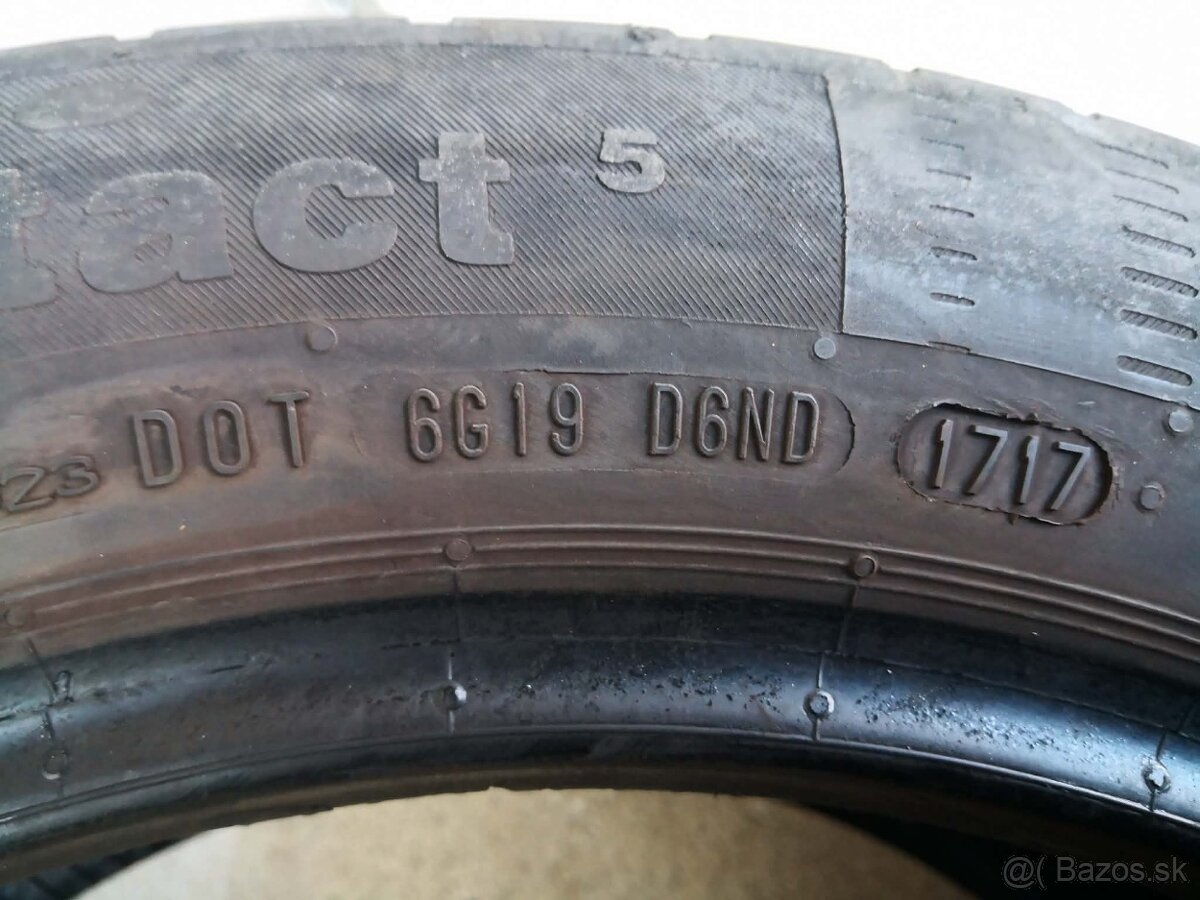 tact 5
DOT 6G19 D6ND 1717
@( Bazos.sk